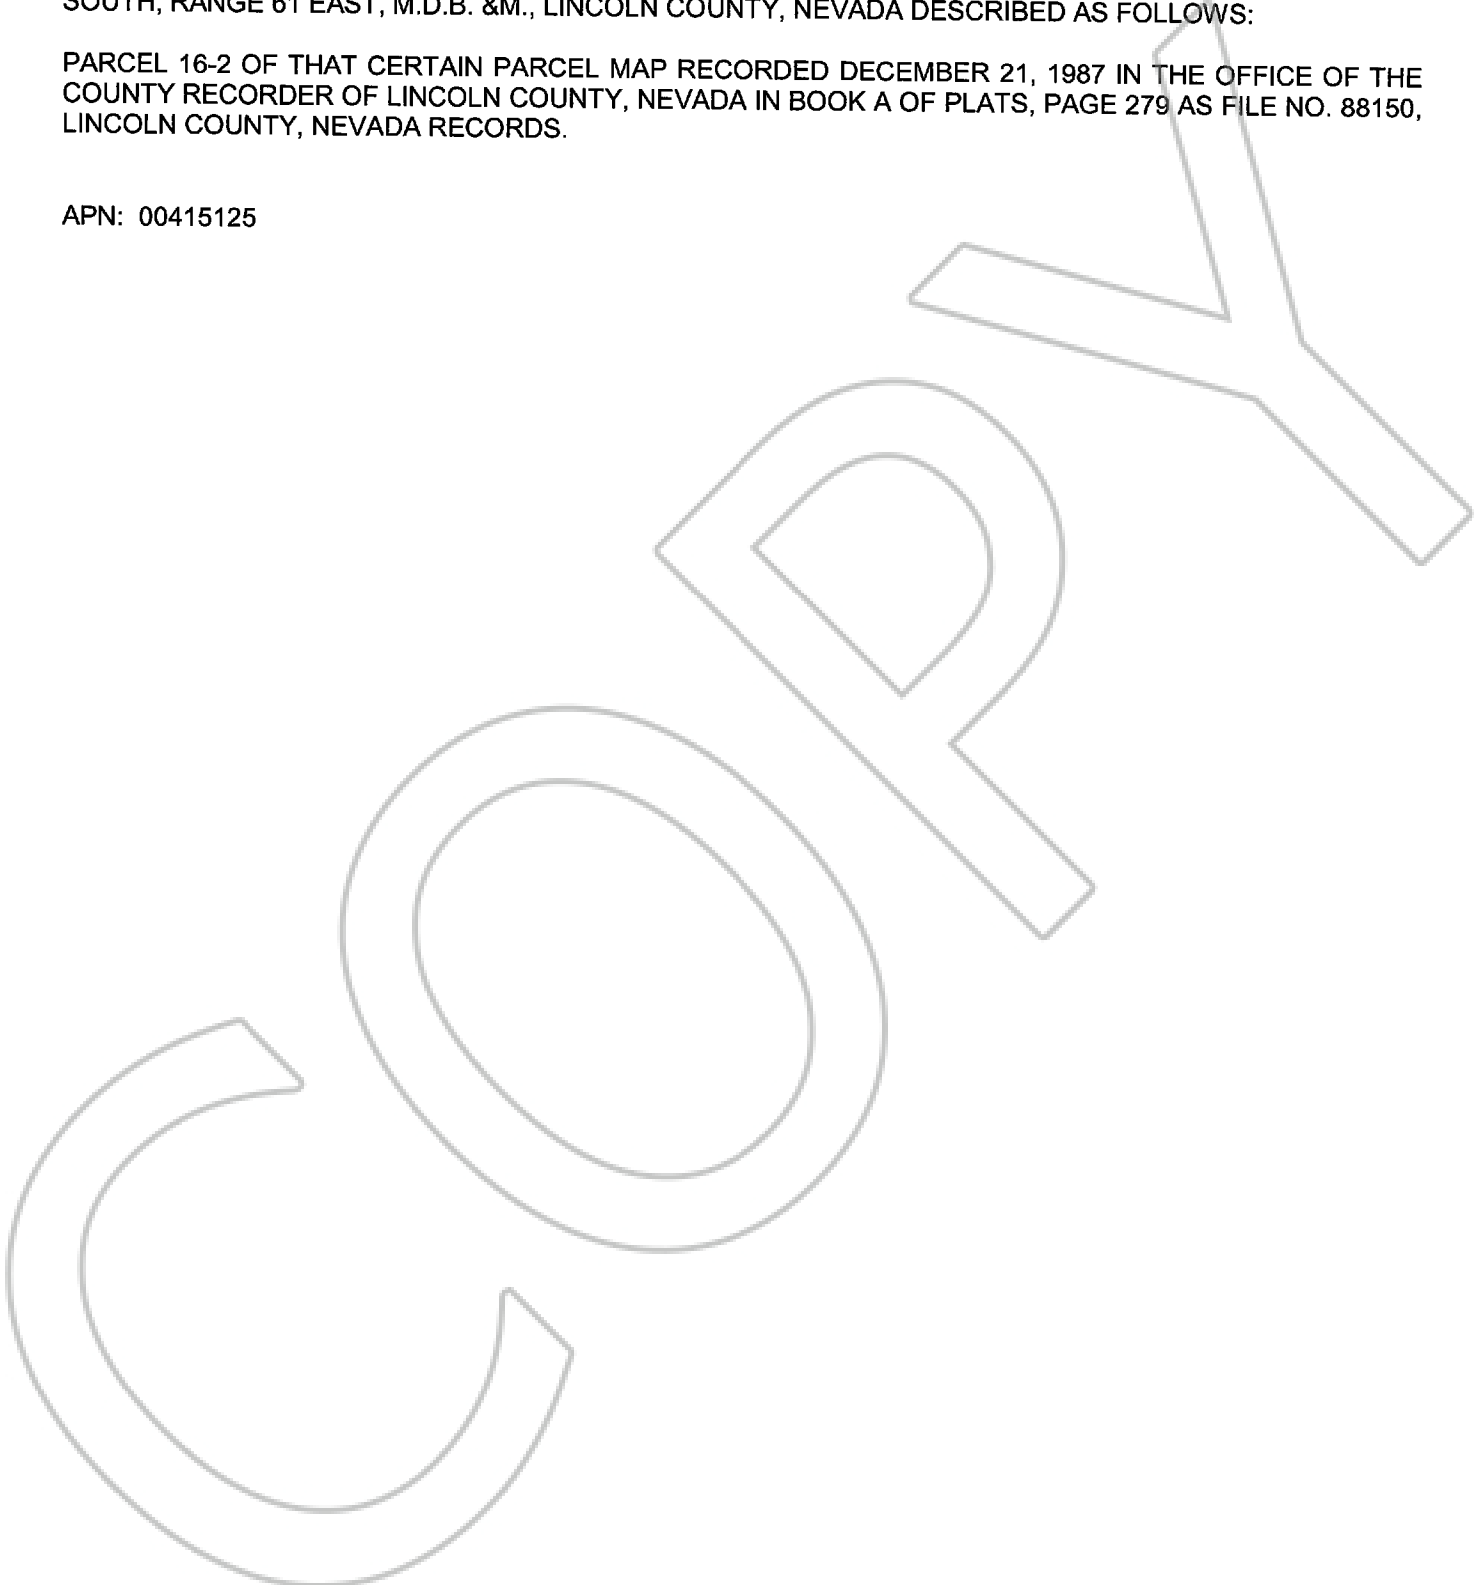 SOUTH, RANGE 61 EAST, M.D.B. &M., LINCOLN COUNTY, NEVADA DESCRIBED AS FOLLOWS:
PARCEL 16-2 OF THAT CERTAIN PARCEL MAP RECORDED DECEMBER 21, 1987 IN THE OFFICE OF THE
COUNTY RECORDER OF LINCOLN COUNTY, NEVADA IN BOOK A OF PLATS, PAGE 279 AS FILE NO. 88150,
LINCOLN COUNTY, NEVADA RECORDS.
APN: 00415125
COPY